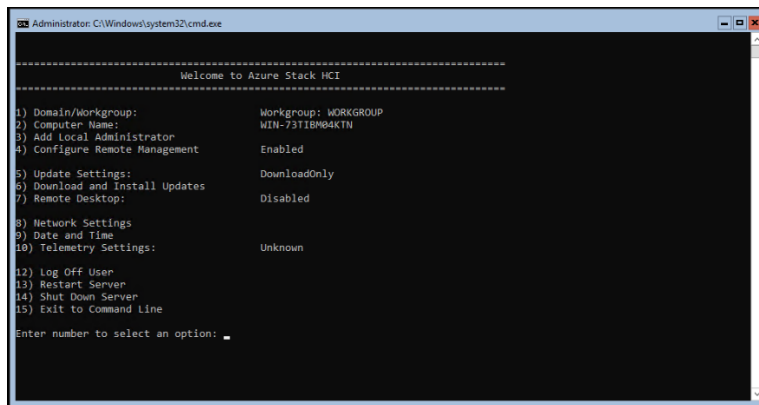 Administrator: C:\Windows\system32\cmd.exe
===============================================================================
Welcome to Azure Stack HCI
===============================================================================
1) Domain/Workgroup: Workgroup: WORKGROUP
2) Computer Name: WIN-73TIBM04KTN
3) Add Local Administrator
4) Configure Remote Management Enabled
5) Update Settings: DownloadOnly
6) Download and Install Updates
7) Remote Desktop: Disabled
8) Network Settings
9) Date and Time
10) Telemetry Settings: Unknown
12) Log Off User
13) Restart Server
14) Shut Down Server
15) Exit to Command Line
Enter number to select an option: